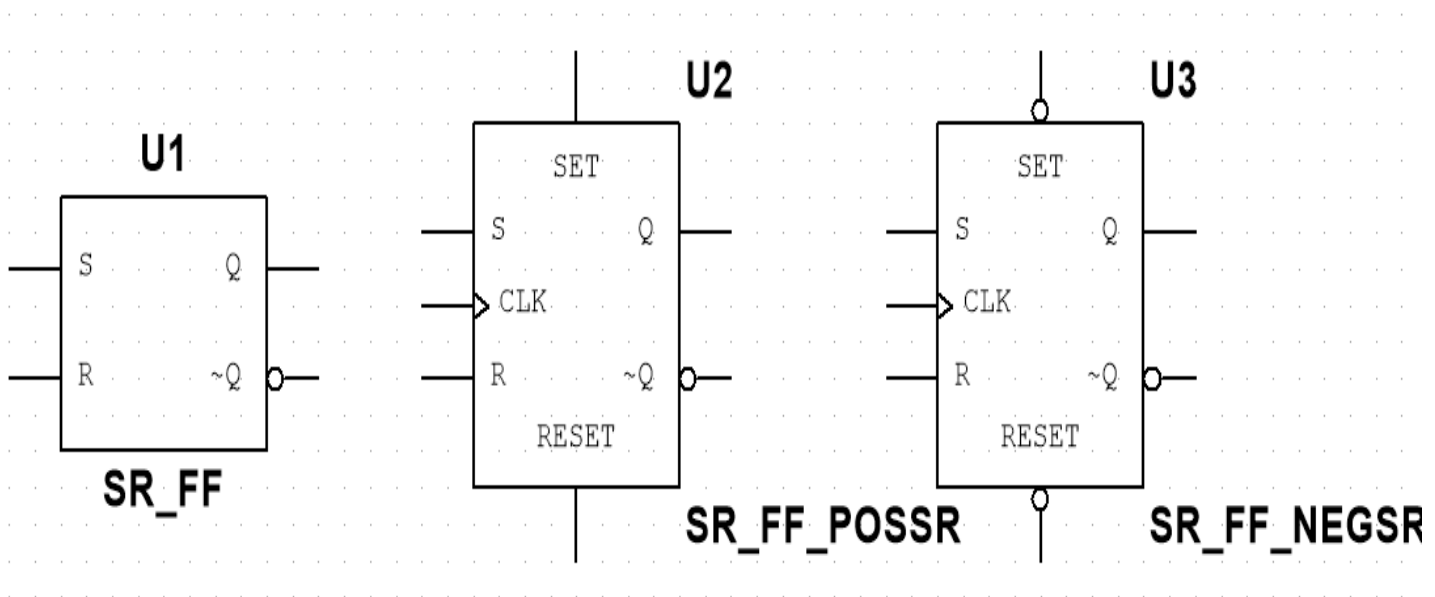 U1
S Q
R ~Q
SR_FF
U2
SET
S Q
CLK
R ~Q
RESET
SR_FF_POSSR
U3
SET
S Q
CLK
R ~Q
RESET
SR_FF_NEGSR